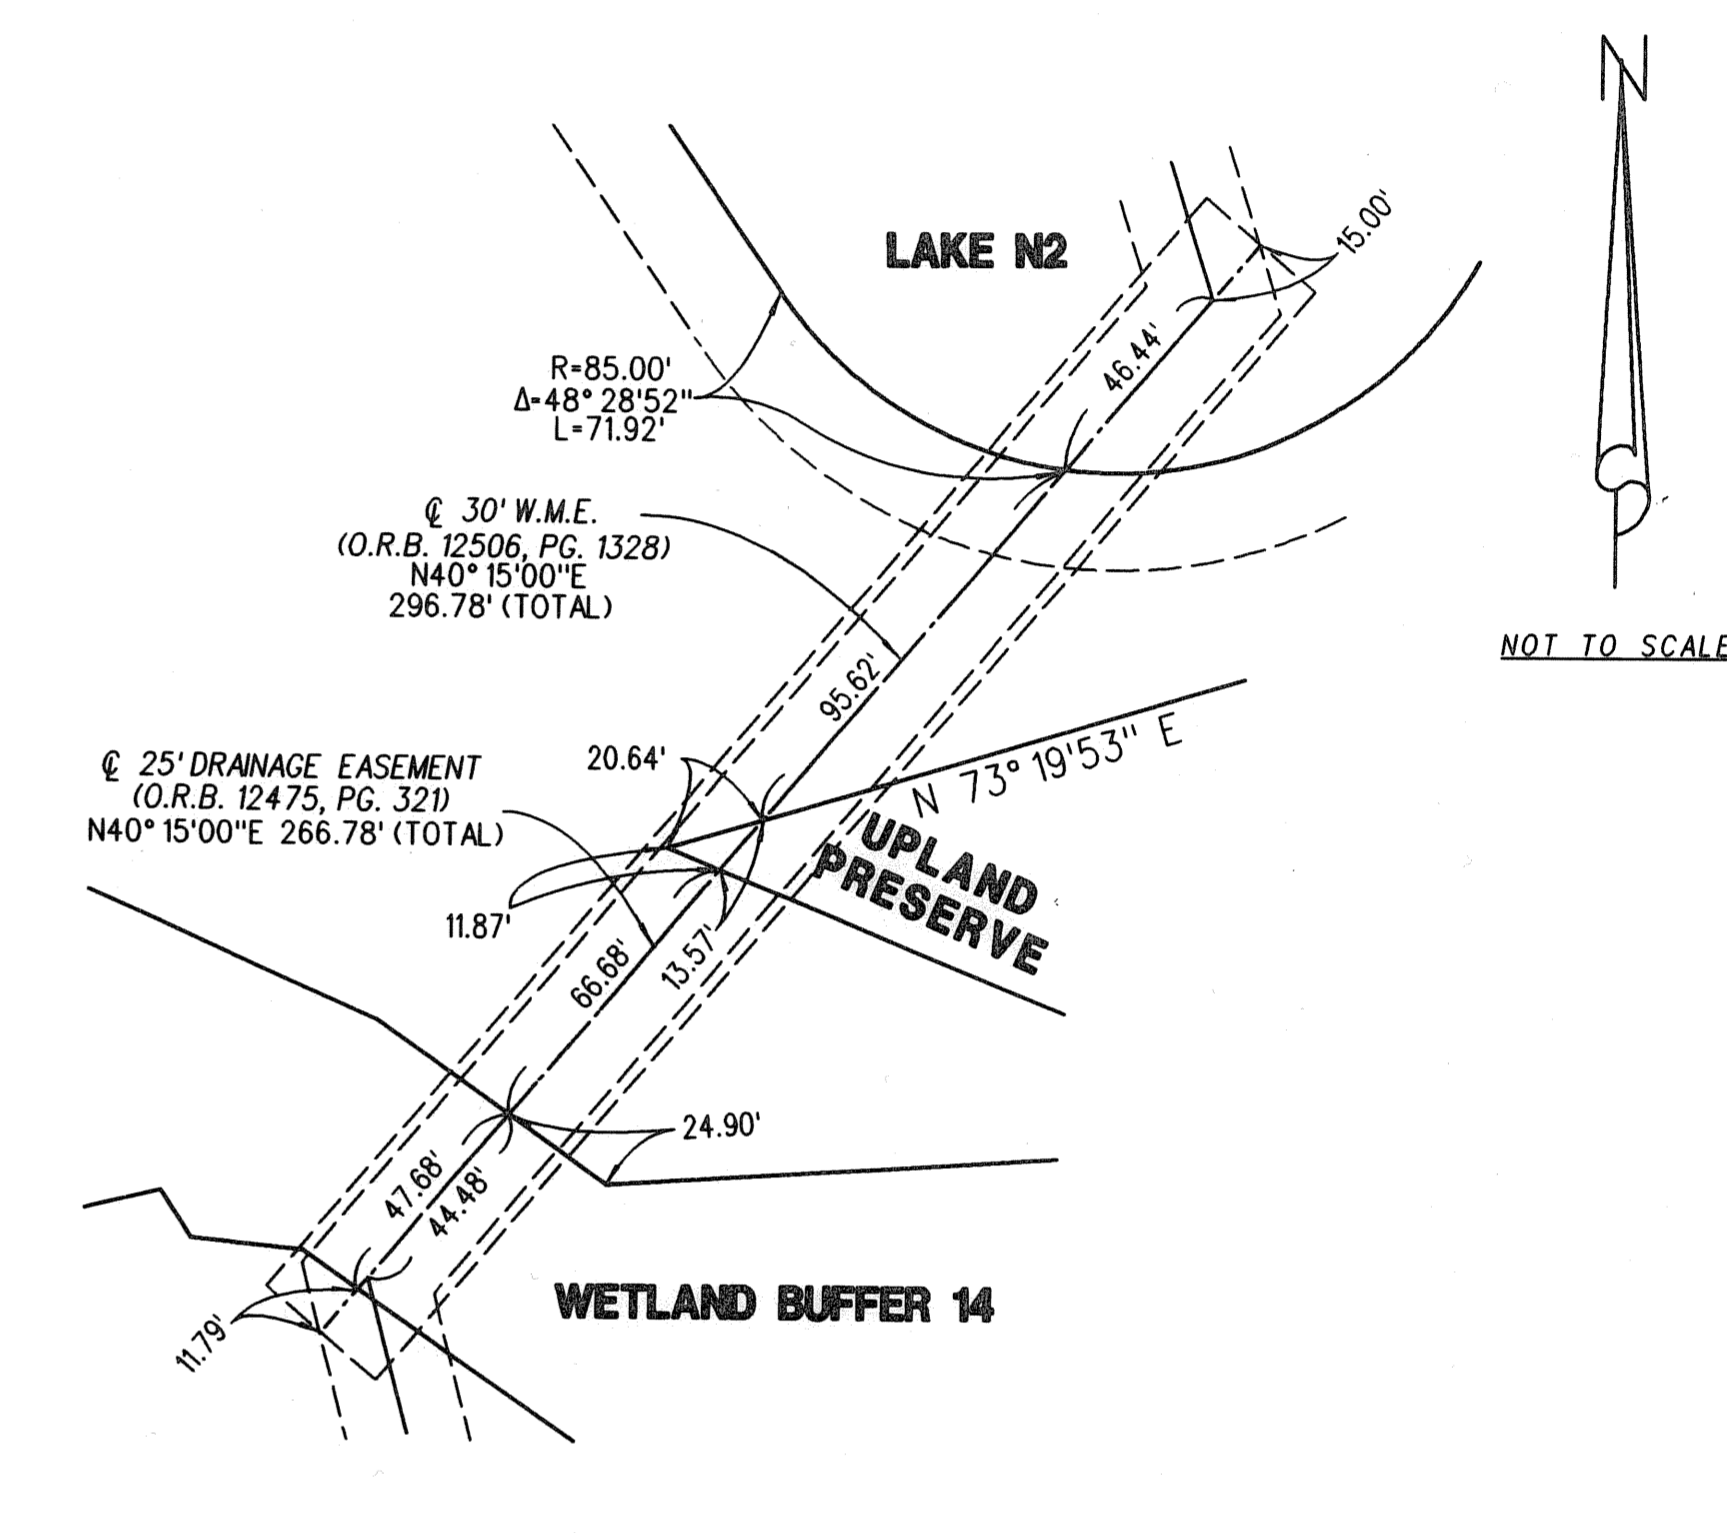 N
LAKE N2
15.00'
46.44'
R=85.00'
Δ=48° 28'52"
L=71.92'
℄ 30' W.M.E.
(O.R.B. 12506, PG. 1328)
N40° 15'00"E
296.78' (TOTAL)
NOT TO SCALE
95.62'
N 73° 19'53" E
20.64'
℄ 25' DRAINAGE EASEMENT
(O.R.B. 12475, PG. 321)
N40° 15'00"E 266.78' (TOTAL)
UPLAND
PRESERVE
11.87'
66.68'
13.57'
24.90'
47.68'
44.48'
WETLAND BUFFER 14
11.79'